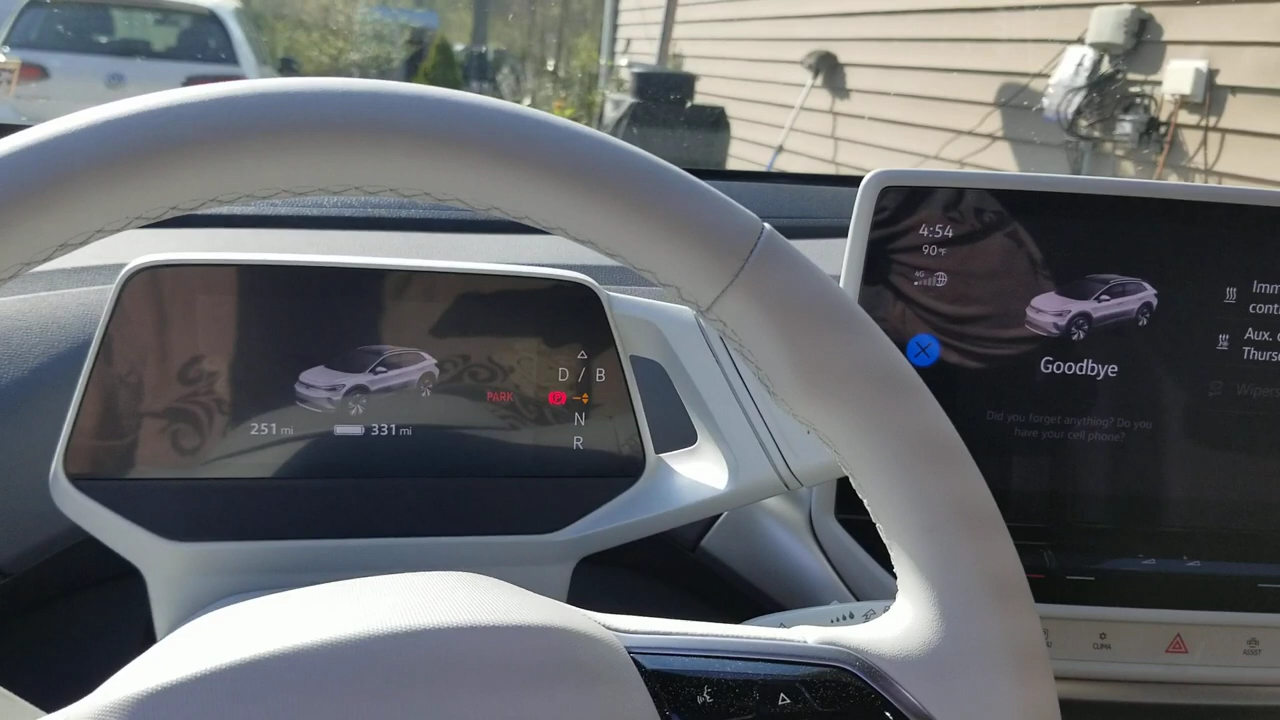 PARK
D / B
N
R
251 mi
331 mi
4:54
90°F
4G
Goodbye
Did you forget anything? Do you
have your cell phone?
Imm
cont
Aux.
Thurs
Wipers
CLIMA
ASSIST